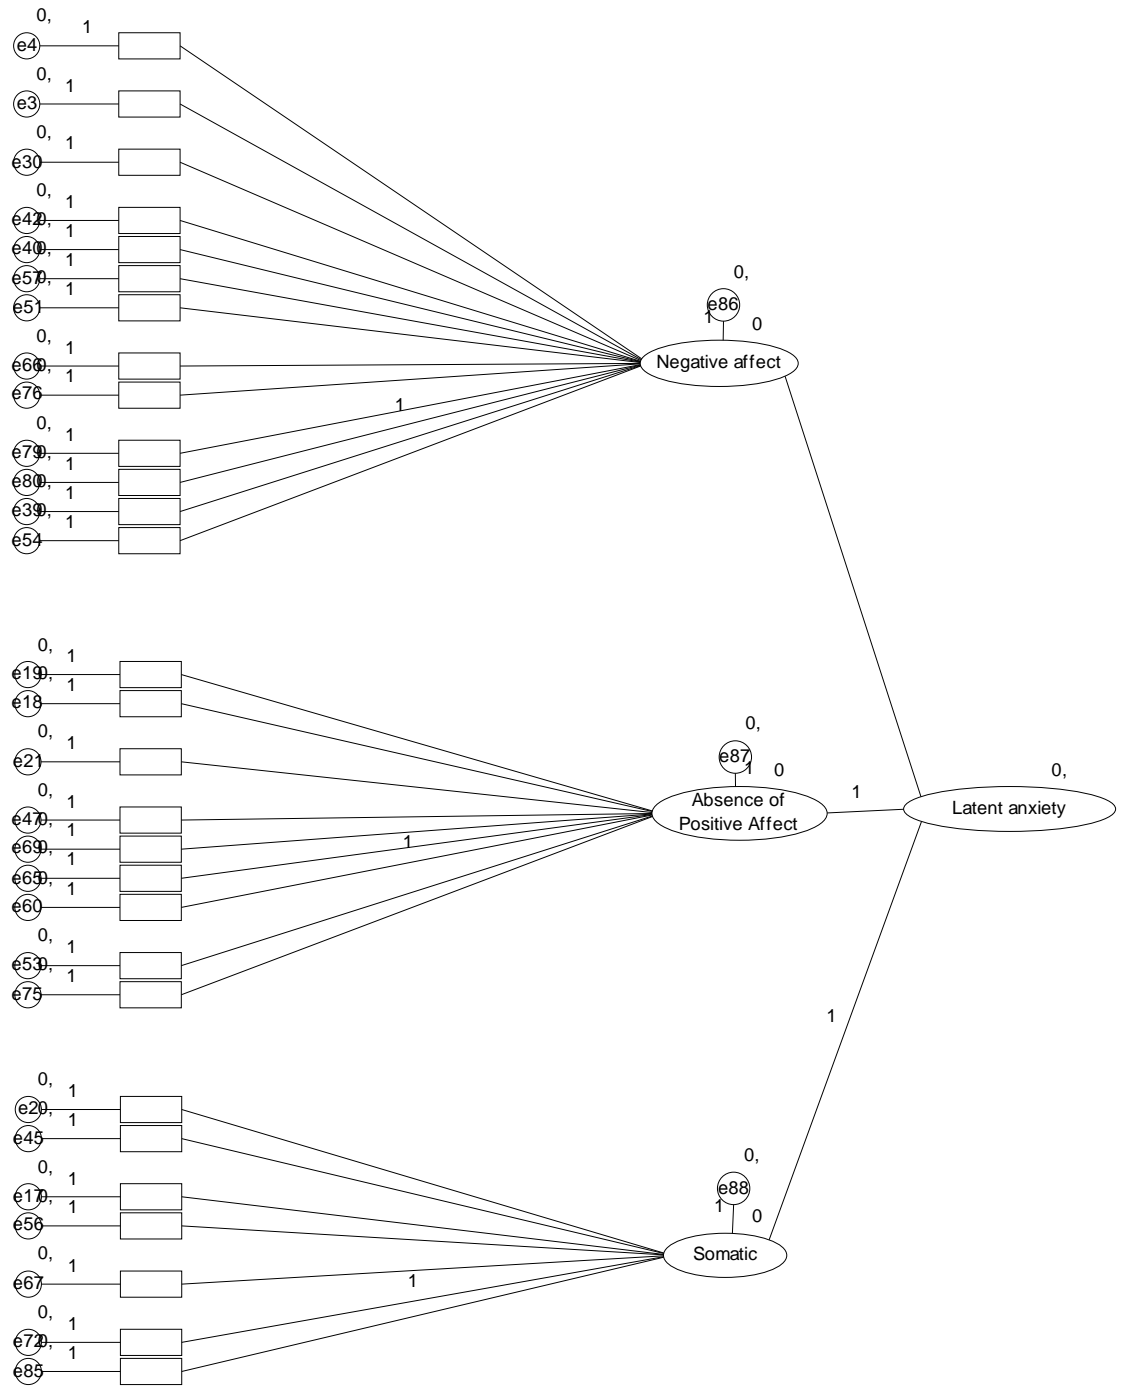 0,
1
e4
0,
1
e3
0,
1
e30
0,
1
e42
0,
1
e40
0,
1
e57
0,
1
e51
0,
1
e66
0,
1
e76
0,
1
e79
0,
1
e80
0,
1
e39
0,
1
e54
1
0,
e86
1
0
Negative affect
0,
1
e19
0,
1
e18
0,
1
e21
0,
1
e47
0,
1
e69
0,
1
e65
0,
1
e60
0,
1
e53
0,
1
e75
1
0,
e87
1
0
Absence of
Positive Affect
1
0,
Latent anxiety
1
0,
1
e20
0,
1
e45
0,
1
e17
0,
1
e56
0,
1
e67
0,
1
e72
0,
1
e85
1
0,
e88
1
0
Somatic